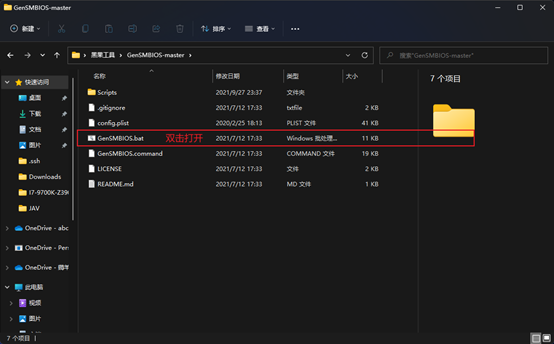 GenSMBIOS-master
新建
排序
查看
黑果工具 > GenSMBIOS-master >
搜索"GenSMBIOS-master"
快速访问
桌面
下载
文档
图片
.ssh
Downloads
I7-9700K-Z390
JAV
OneDrive - abc
OneDrive - Pers
此电脑
视频
图片
名称 修改日期 类型 大小
Scripts 2021/9/27 23:37 文件夹
.gitignore 2021/7/12 17:33 txtfile 2 KB
config.plist 2020/2/25 18:13 PLIST 文件 41 KB
GenSMBIOS.bat 双击打开 2021/7/12 17:33 Windows 批处理... 11 KB
GenSMBIOS.command 2021/7/12 17:33 COMMAND 文件 19 KB
LICENSE 2021/7/12 17:33 文件 2 KB
README.md 2021/7/12 17:33 MD 文件 1 KB
7 个项目
7 个项目